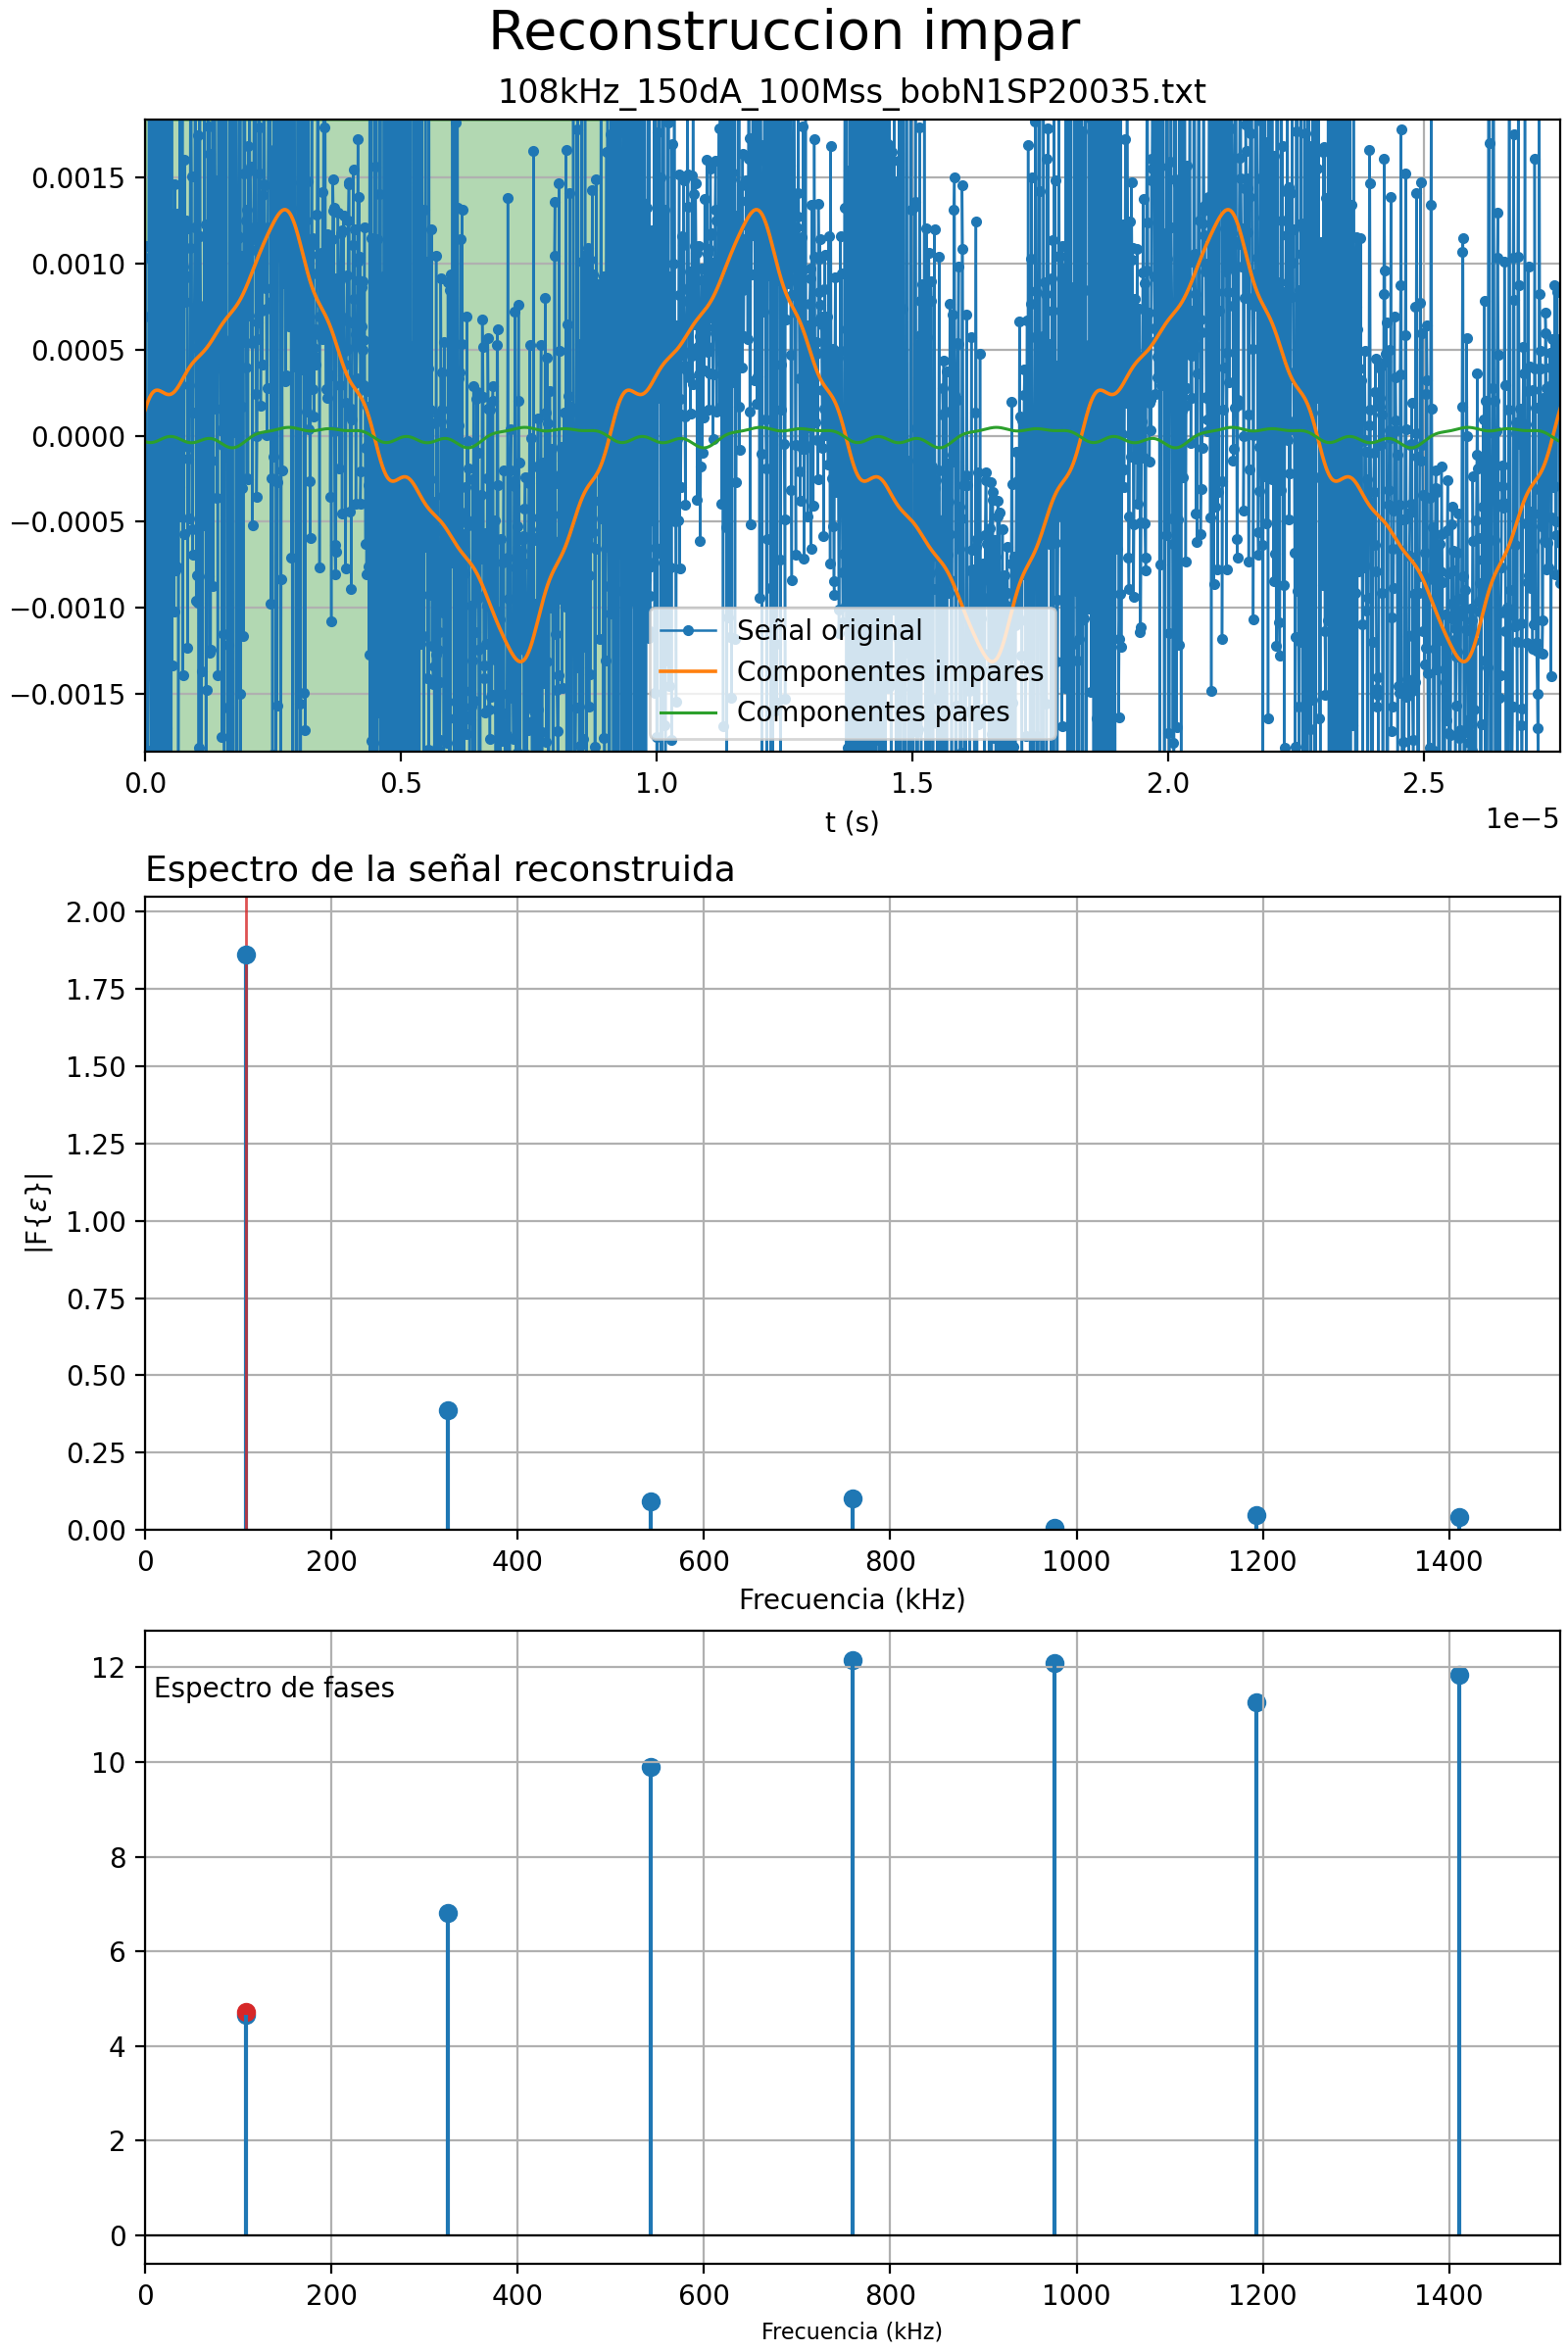 Reconstruccion impar
108kHz_150dA_100Mss_bobN1SP20035.txt
0.0015
0.0010
0.0005
0.0000
−0.0005
−0.0010
−0.0015
Señal original
Componentes impares
Componentes pares
0.0 0.5 1.0 1.5 2.0 2.5
t (s)
1e−5
Espectro de la señal reconstruida
2.00
1.75
1.50
1.25
1.00
0.75
0.50
0.25
0.00
|F{ε}|
0 200 400 600 800 1000 1200 1400
Frecuencia (kHz)
12
Espectro de fases
10
8
6
4
2
0
0 200 400 600 800 1000 1200 1400
Frecuencia (kHz)